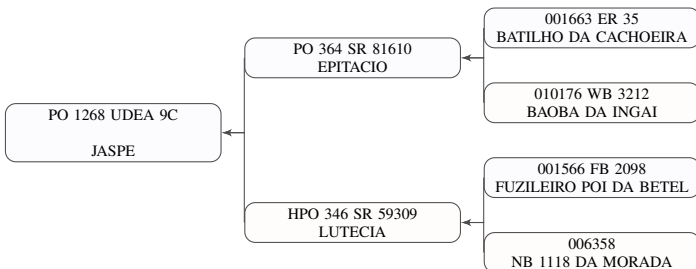 001663 ER 35
BATILHO DA CACHOEIRA
PO 364 SR 81610
EPITACIO
010176 WB 3212
BAOBA DA INGAI
PO 1268 UDEA 9C
JASPE
001566 FB 2098
FUZILEIRO POI DA BETEL
HPO 346 SR 59309
LUTECIA
006358
NB 1118 DA MORADA